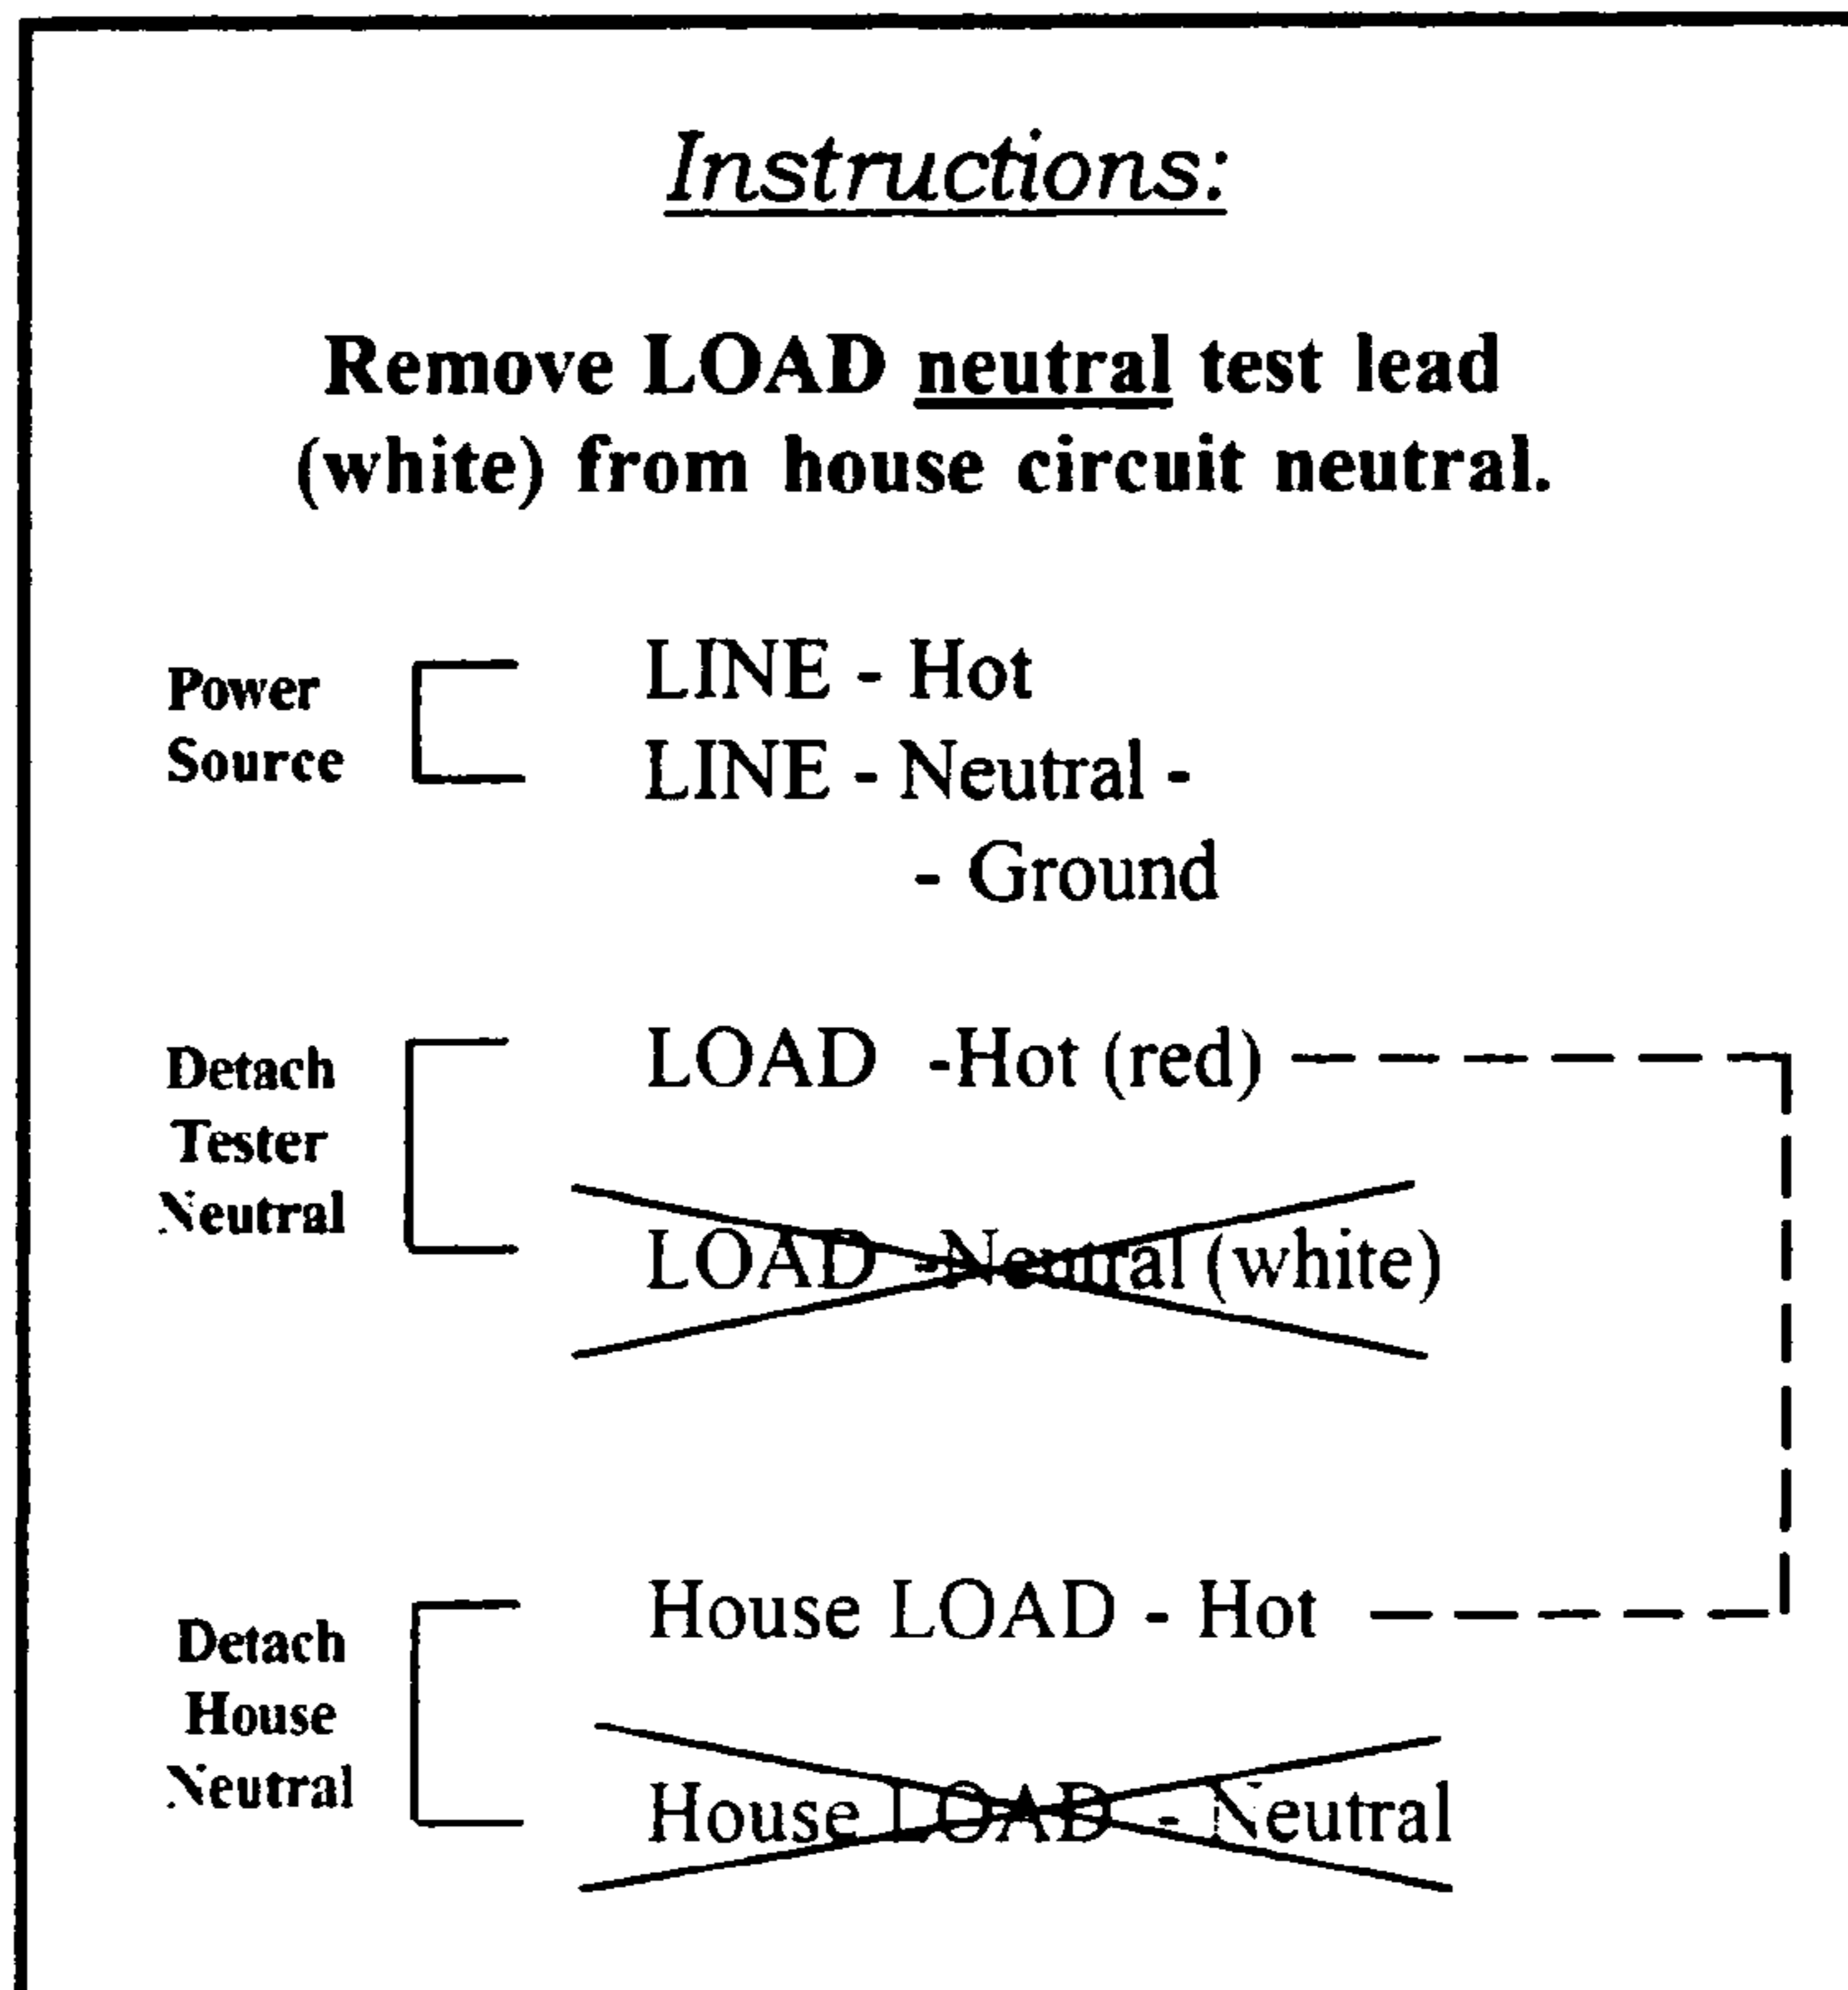 Instructions:
Remove LOAD neutral test lead
(white) from house circuit neutral.
Power
Source
LINE - Hot
LINE - Neutral -
- Ground
Detach
Tester
Neutral
LOAD -Hot (red)
LOAD -Neutral (white)
Detach
House
Neutral
House LOAD - Hot
House LOAD - Neutral